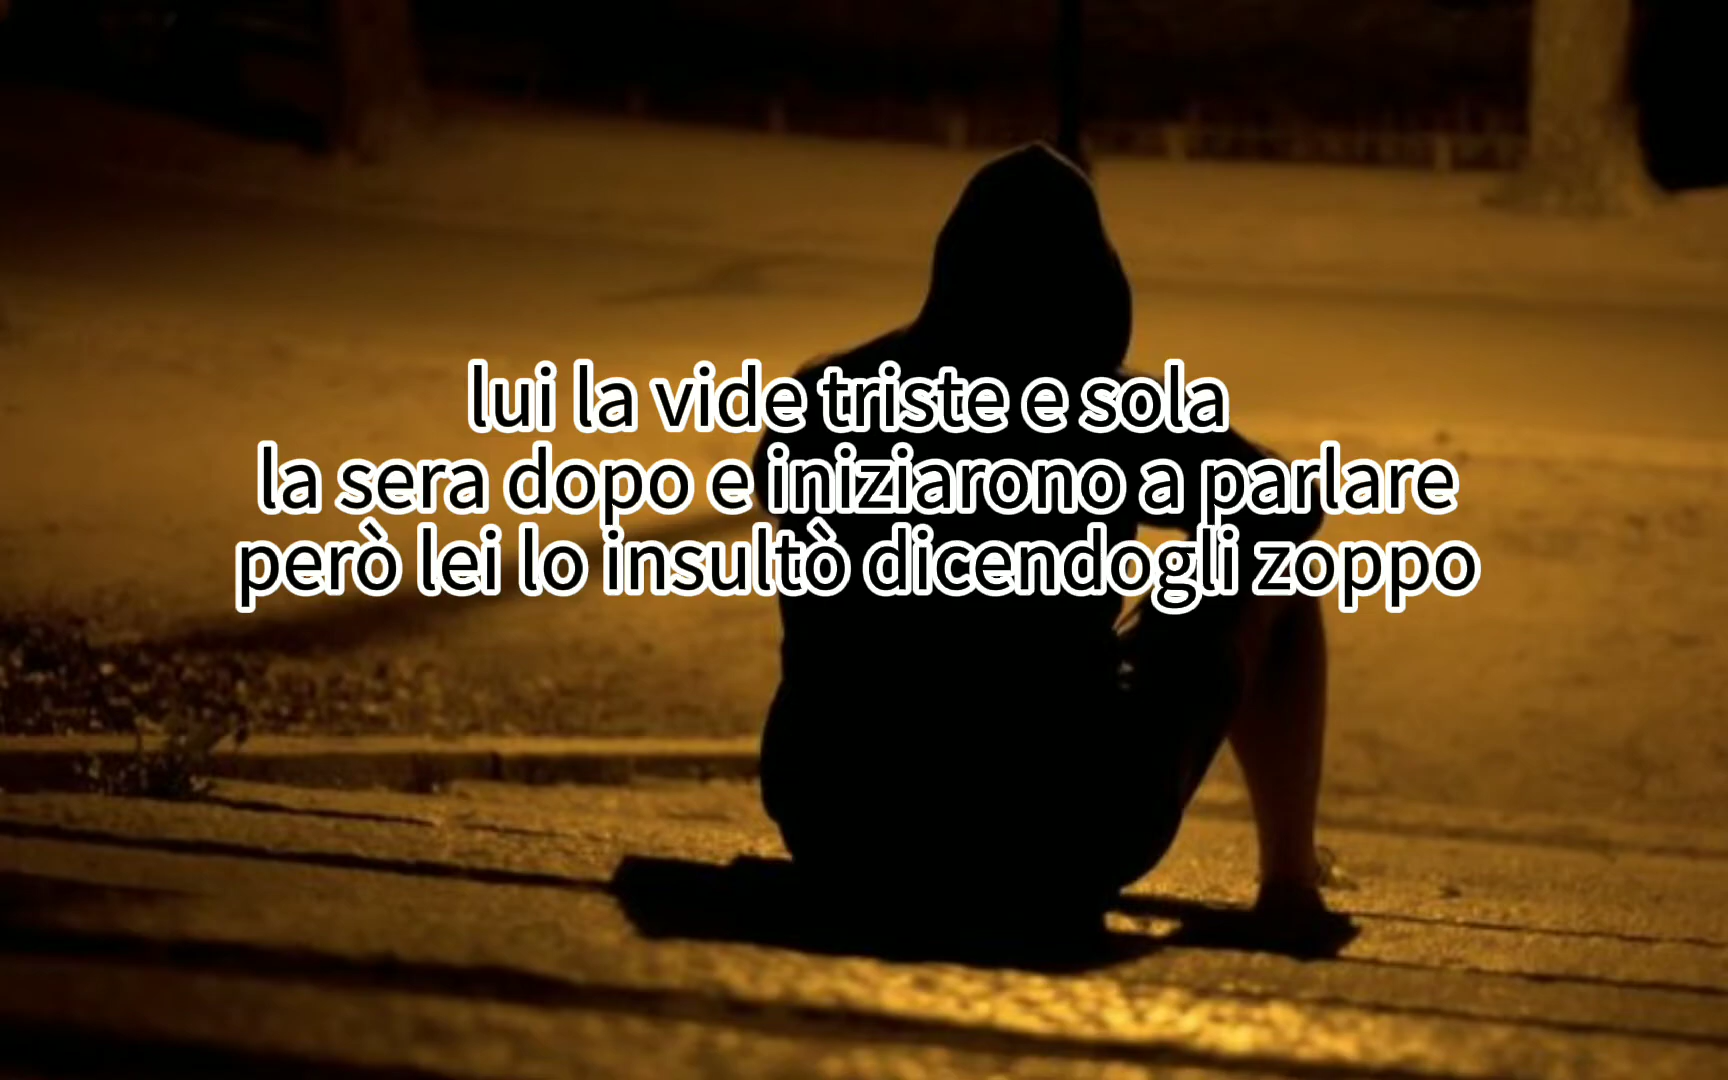 lui la vide triste e sola
la sera dopo e iniziarono a parlare
però lei lo insultò dicendogli zoppo